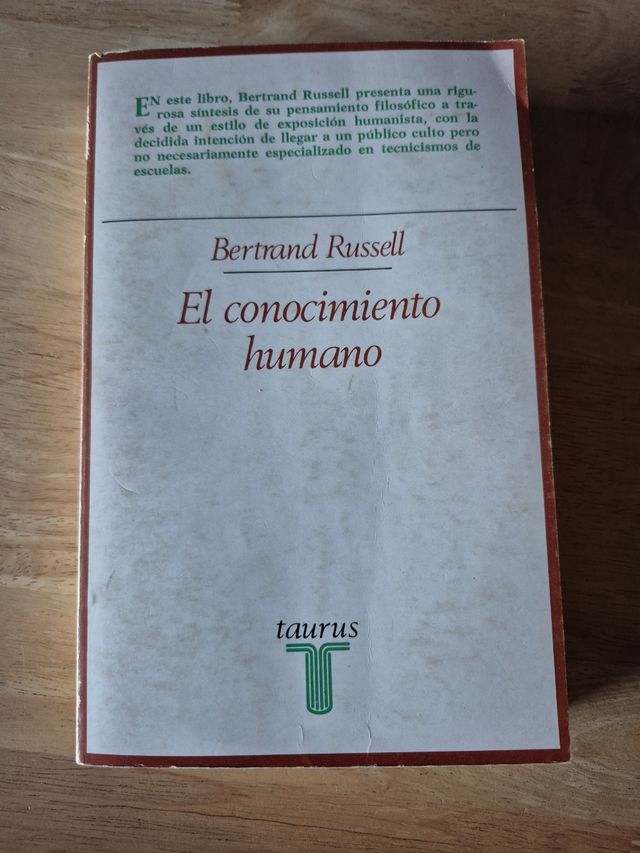 EN este libro, Bertrand Russell presenta una rigu-
rosa síntesis de su pensamiento filosófico a tra-
vés de un estilo de exposición humanista, con la
decidida intención de llegar a un público culto pero
no necesariamente especializado en tecnicismos de
escuelas.
Bertrand Russell
El conocimiento
humano
taurus